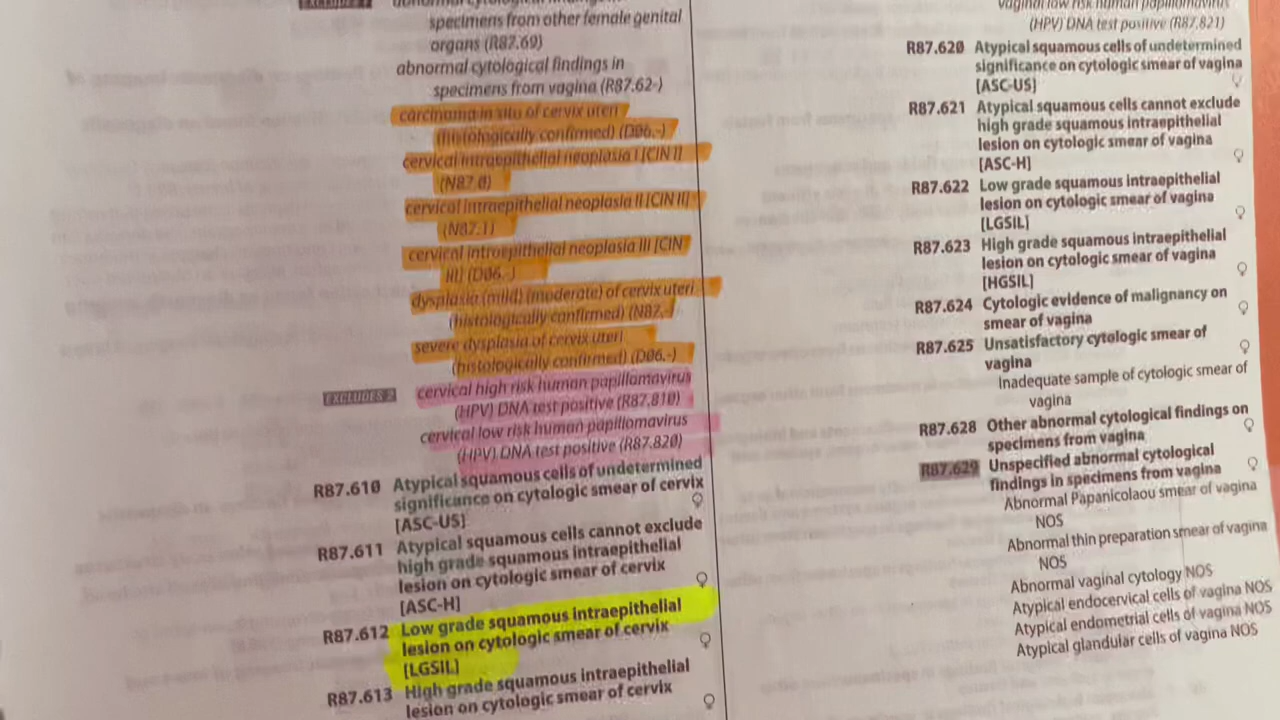 EXCLUDES 1 abnormal cytological findings in
specimens from other female genital
organs (R87.69)
abnormal cytological findings in
specimens from vagina (R87.62-)
carcinoma in situ of cervix uteri
(histologically confirmed) (D06.-)
cervical intraepithelial neoplasia I [CIN I]
(N87.0)
cervical intraepithelial neoplasia II [CIN II]
(N87.1)
cervical intraepithelial neoplasia III [CIN
III] (D06.-)
dysplasia (mild) (moderate) of cervix uteri
(histologically confirmed) (N87.-)
severe dysplasia of cervix uteri
(histologically confirmed) (D06.-)
EXCLUDES 2 cervical high risk human papillomavirus
(HPV) DNA test positive (R87.810)
cervical low risk human papillomavirus
(HPV) DNA test positive (R87.820)
R87.610 Atypical squamous cells of undetermined
significance on cytologic smear of cervix
[ASC-US] ♀
R87.611 Atypical squamous cells cannot exclude
high grade squamous intraepithelial
lesion on cytologic smear of cervix
[ASC-H] ♀
R87.612 Low grade squamous intraepithelial
lesion on cytologic smear of cervix
[LGSIL] ♀
R87.613 High grade squamous intraepithelial
lesion on cytologic smear of cervix ♀
vaginal low risk human papillomavirus
(HPV) DNA test positive (R87.821)
R87.620 Atypical squamous cells of undetermined
significance on cytologic smear of vagina
[ASC-US] ♀
R87.621 Atypical squamous cells cannot exclude
high grade squamous intraepithelial
lesion on cytologic smear of vagina
[ASC-H] ♀
R87.622 Low grade squamous intraepithelial
lesion on cytologic smear of vagina
[LGSIL] ♀
R87.623 High grade squamous intraepithelial
lesion on cytologic smear of vagina
[HGSIL] ♀
R87.624 Cytologic evidence of malignancy on
smear of vagina ♀
R87.625 Unsatisfactory cytologic smear of
vagina ♀
Inadequate sample of cytologic smear of
vagina
R87.628 Other abnormal cytological findings on
specimens from vagina ♀
R87.629 Unspecified abnormal cytological
findings in specimens from vagina ♀
Abnormal Papanicolaou smear of vagina
NOS
Abnormal thin preparation smear of vagina
NOS
Abnormal vaginal cytology NOS
Atypical endocervical cells of vagina NOS
Atypical endometrial cells of vagina NOS
Atypical glandular cells of vagina NOS